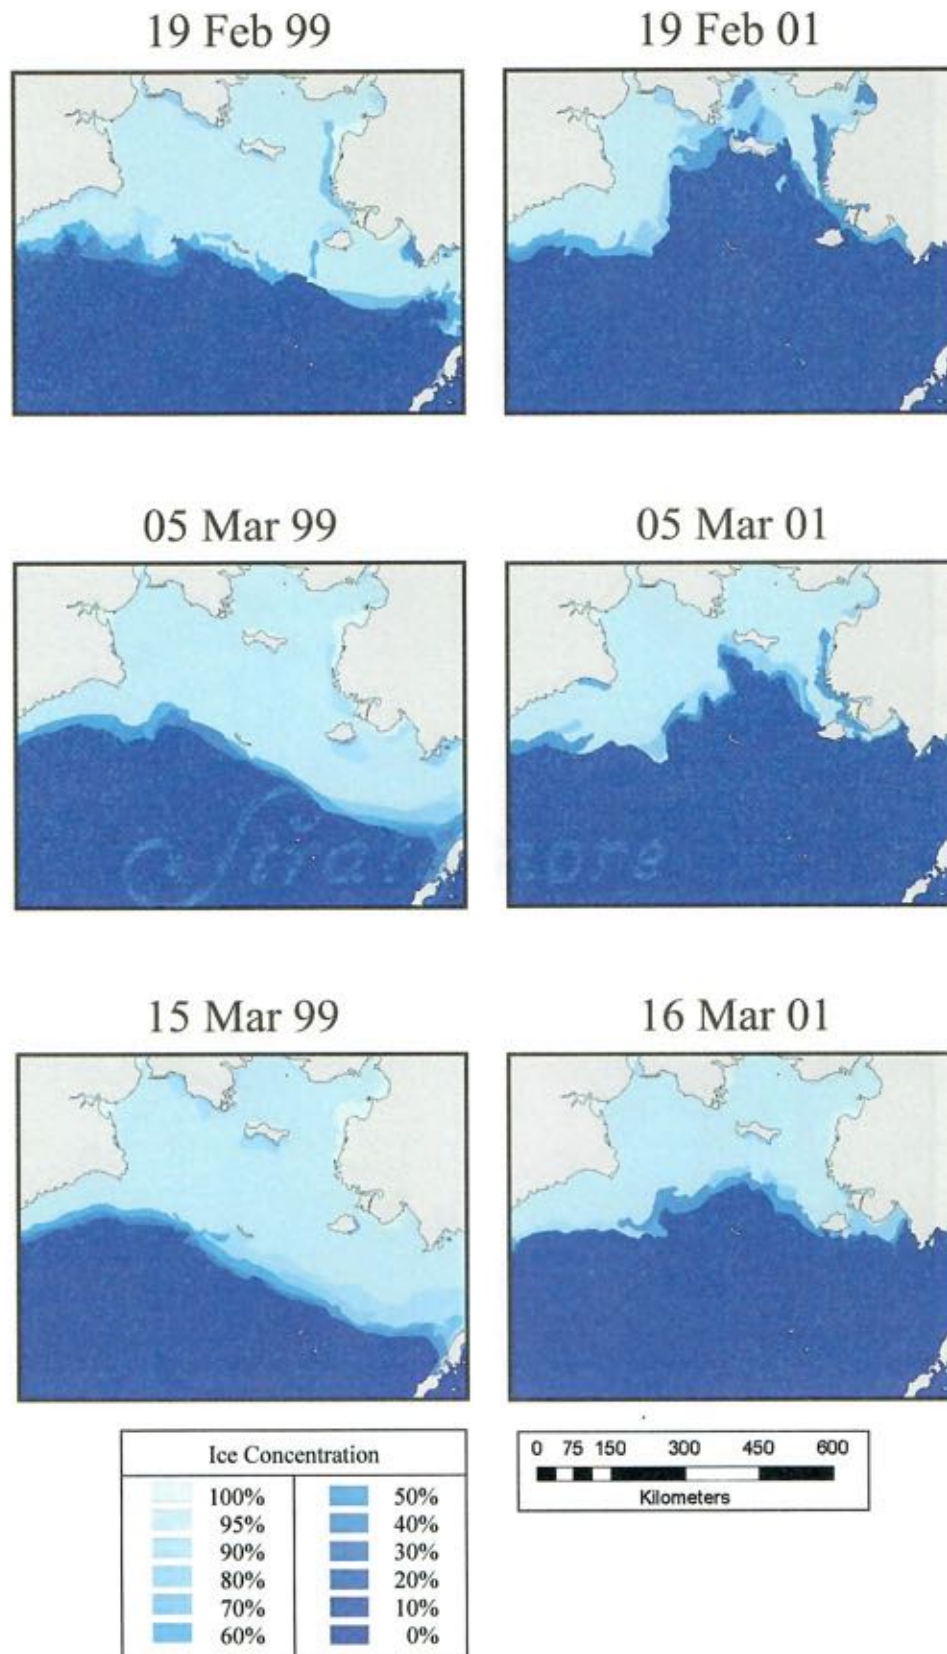 19 Feb 99
19 Feb 01
05 Mar 99
05 Mar 01
15 Mar 99
16 Mar 01
Ice Concentration
100% 50%
95% 40%
90% 30%
80% 20%
70% 10%
60% 0%
0 75 150 300 450 600
Kilometers